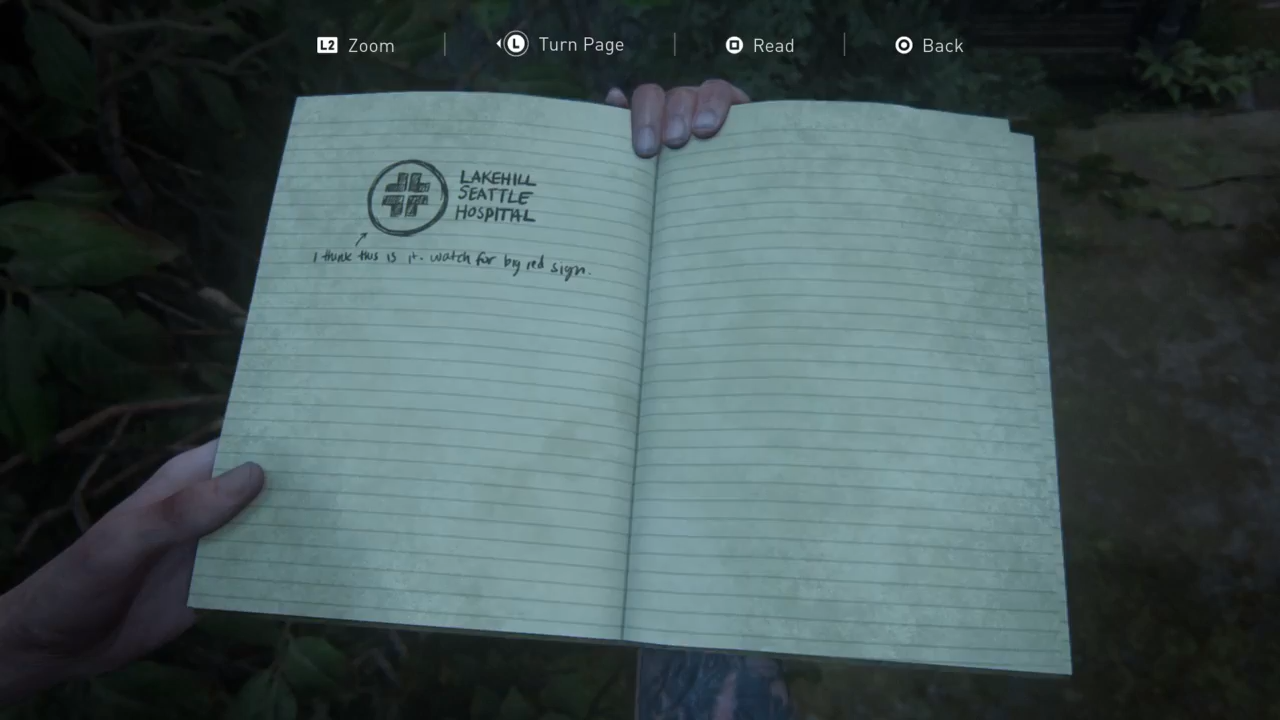 L2 Zoom
L Turn Page
Read
Back
LAKEHILL
SEATTLE
HOSPITAL
I think this is it. watch for big red sign.